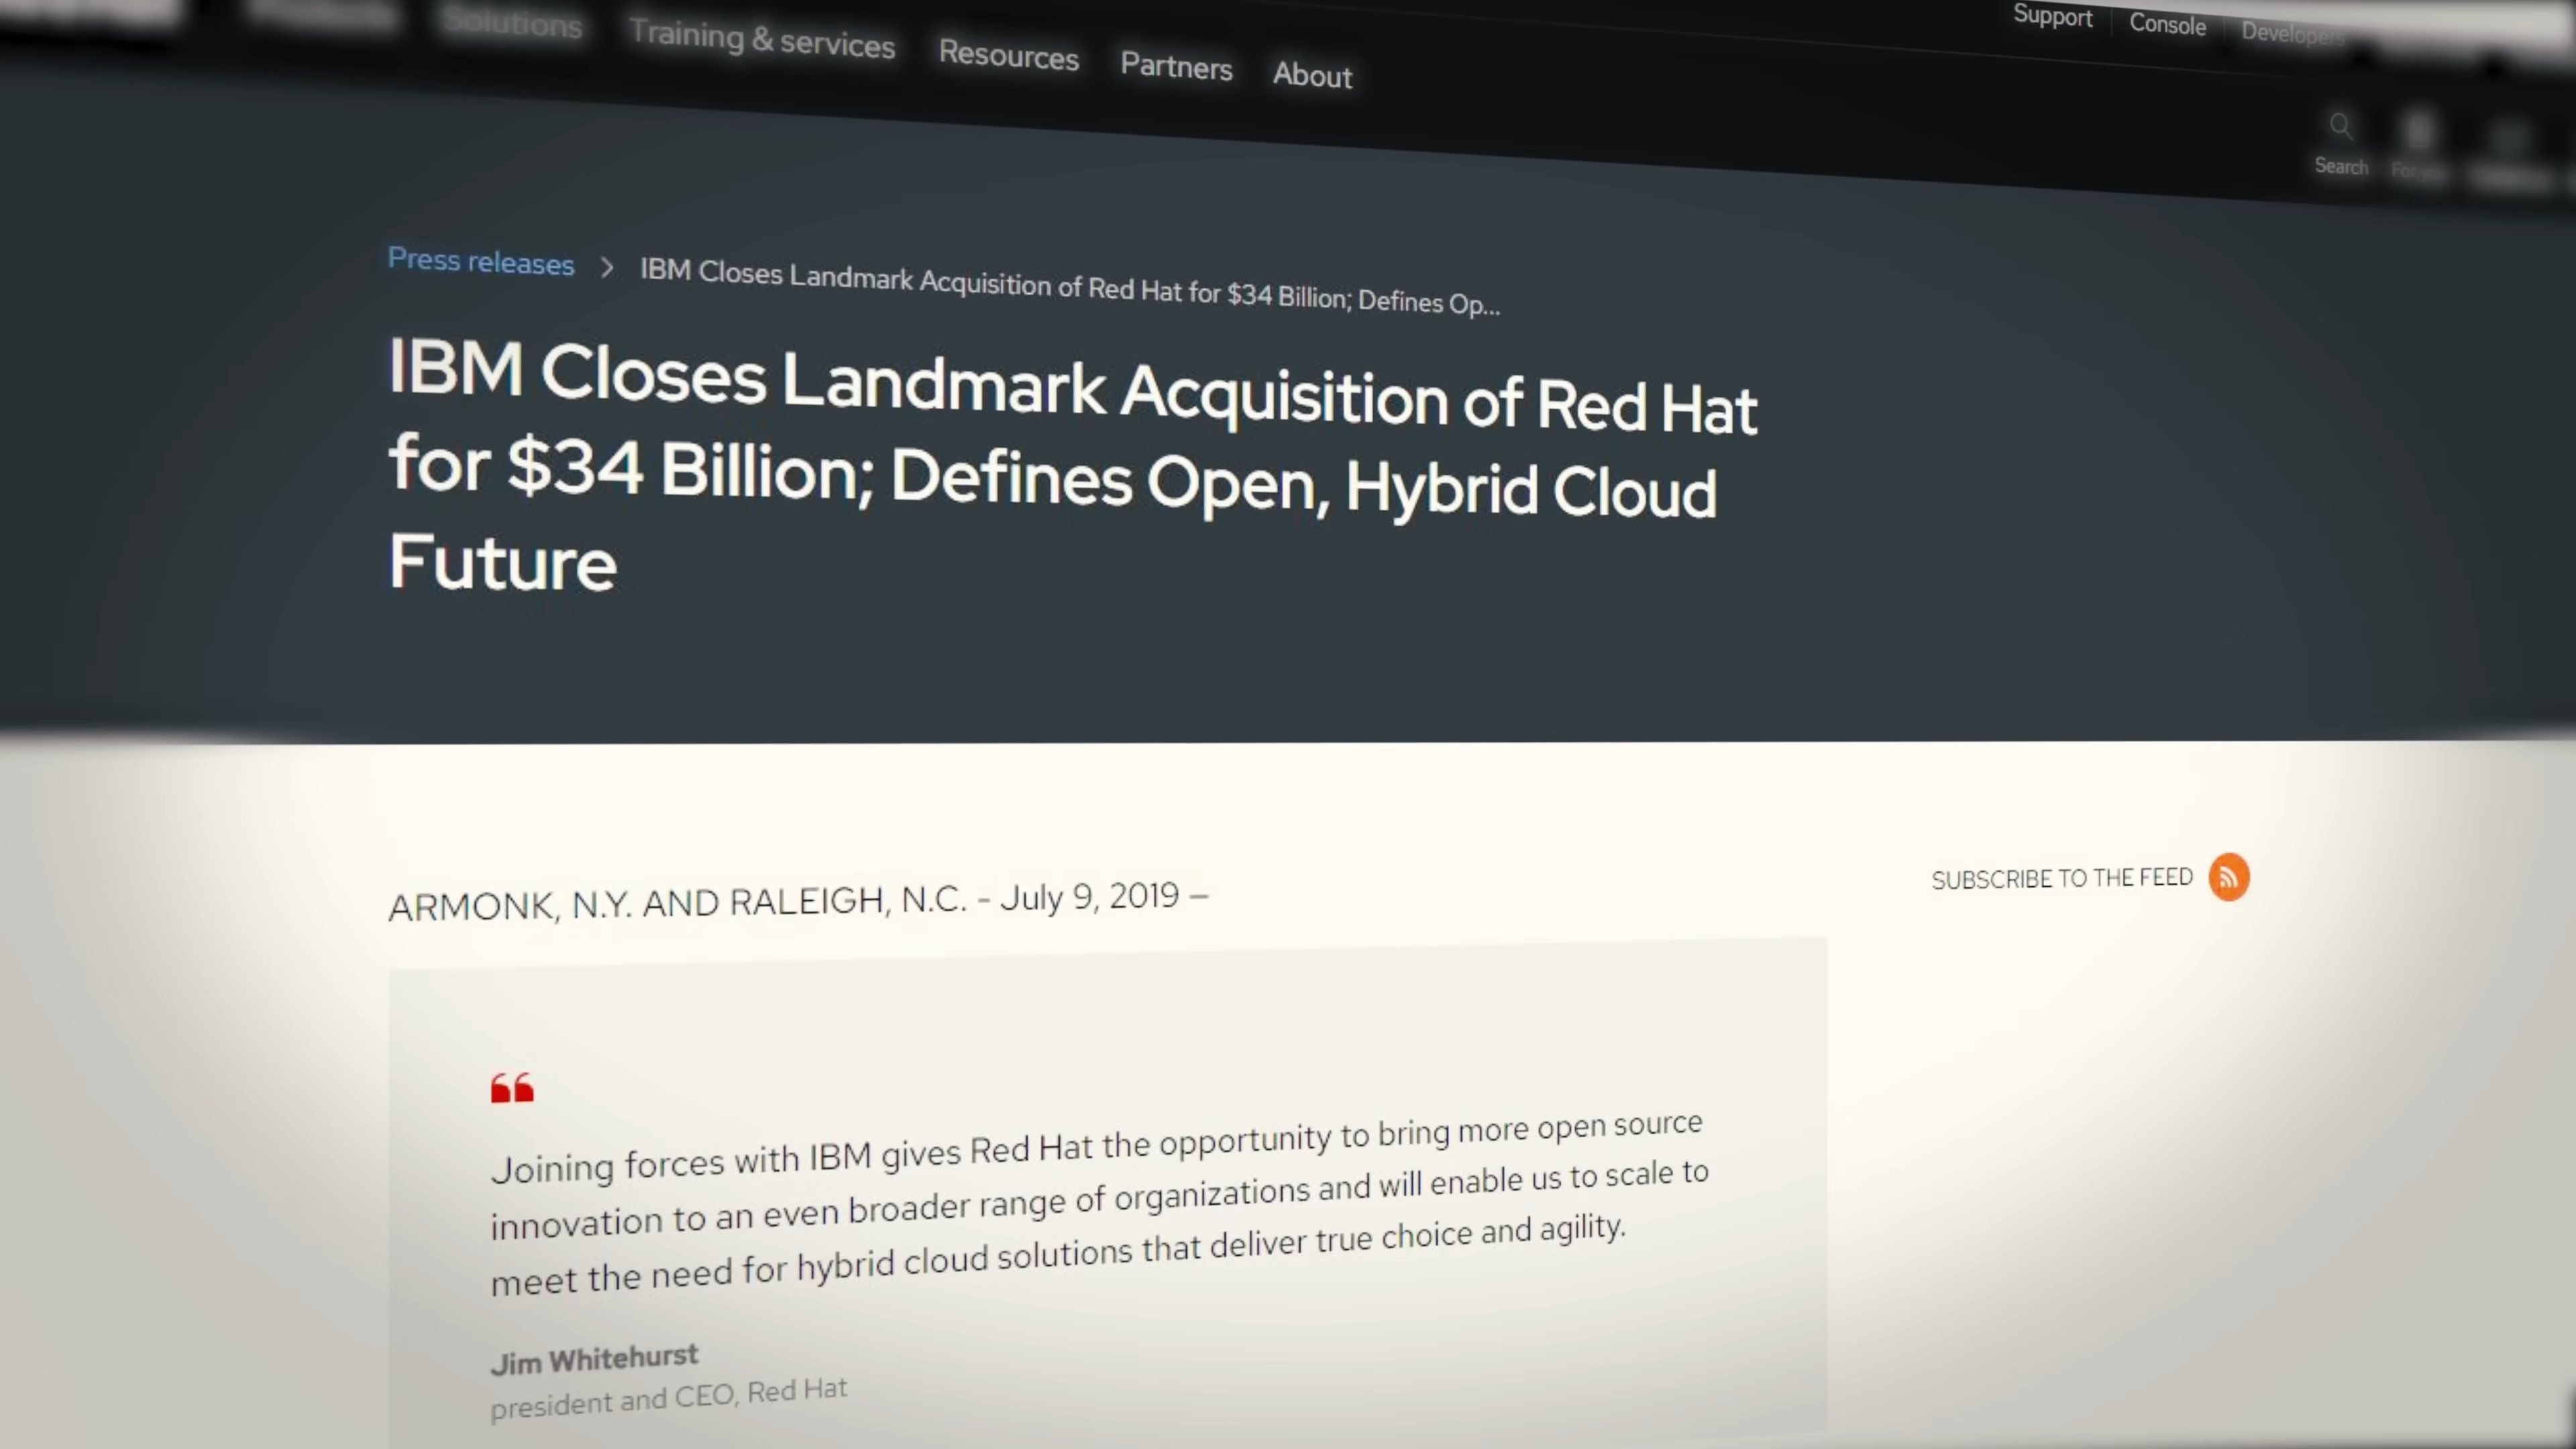 Support Console Developers
Solutions Training & services Resources Partners About
Search
Press releases > IBM Closes Landmark Acquisition of Red Hat for $34 Billion; Defines Op...
IBM Closes Landmark Acquisition of Red Hat
for $34 Billion; Defines Open, Hybrid Cloud
Future
ARMONK, N.Y. AND RALEIGH, N.C. - July 9, 2019 –
SUBSCRIBE TO THE FEED
“
Joining forces with IBM gives Red Hat the opportunity to bring more open source
innovation to an even broader range of organizations and will enable us to scale to
meet the need for hybrid cloud solutions that deliver true choice and agility.
Jim Whitehurst
president and CEO, Red Hat